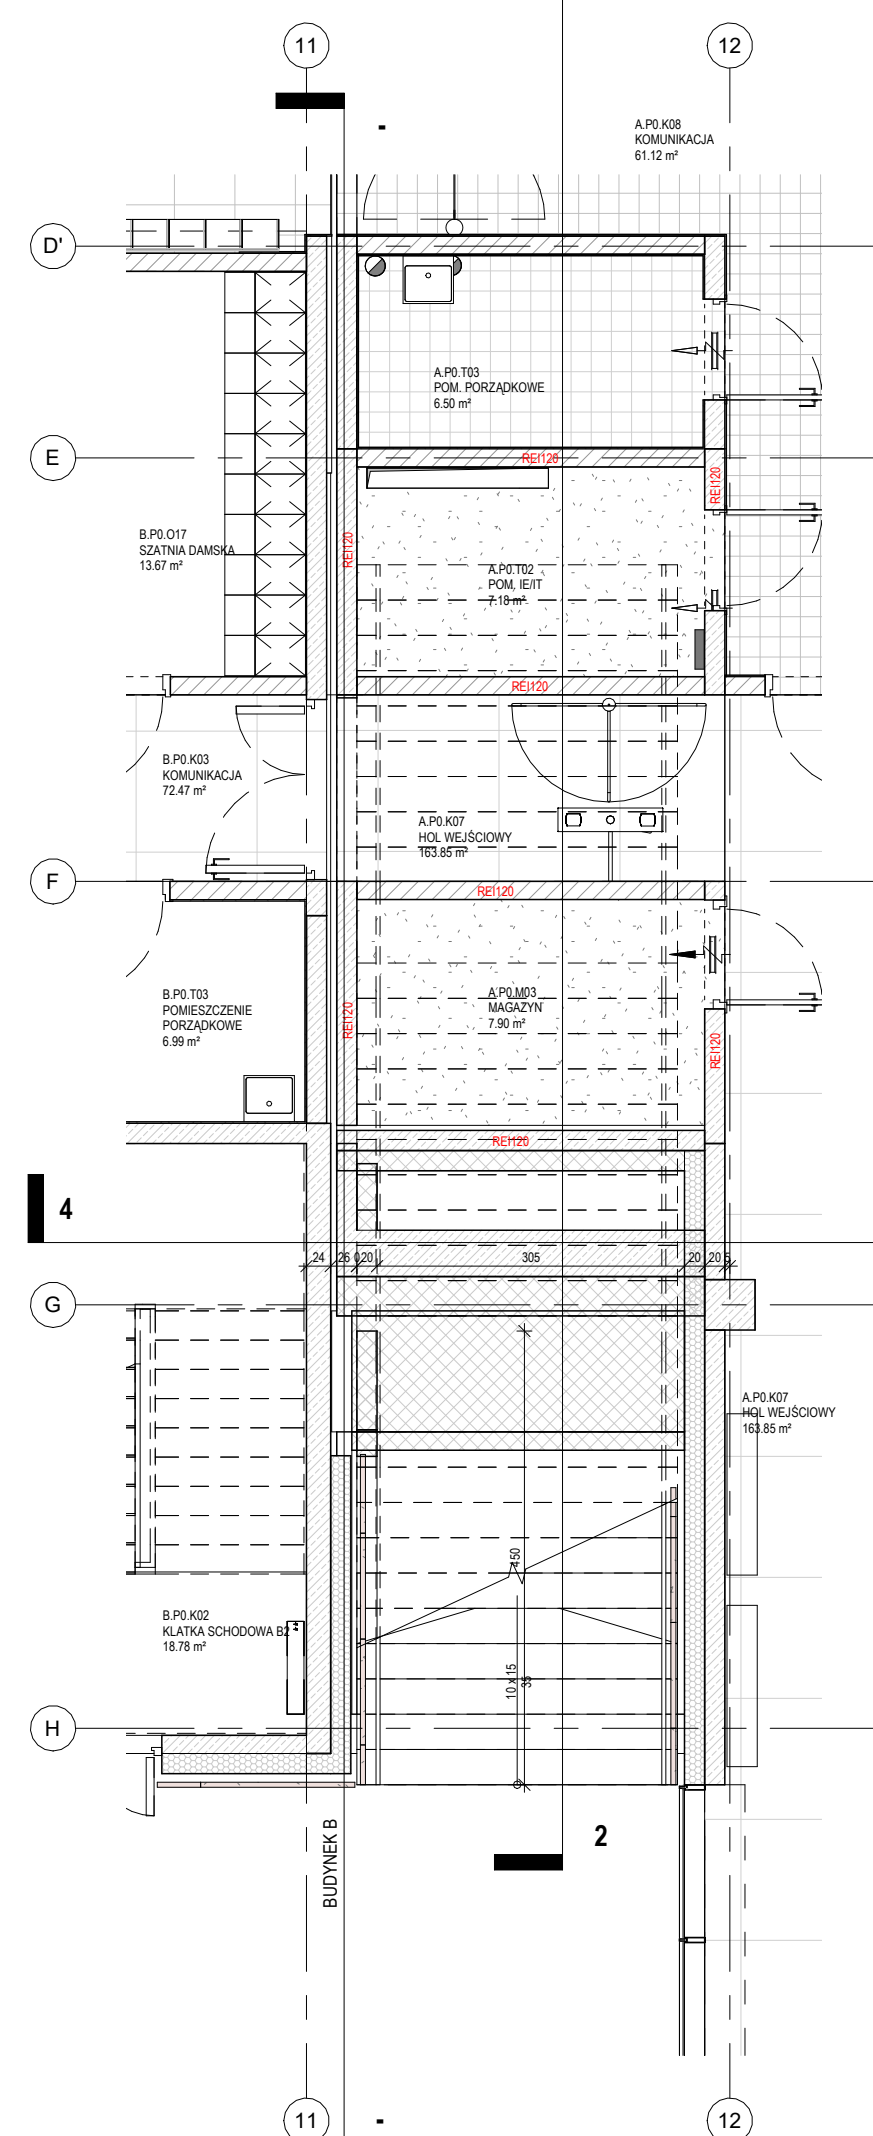 11
12
-
A.P0.K08
KOMUNIKACJA
61.12 m²
D'
A.P0.T03
POM. PORZĄDKOWE
6.50 m²
E
REI120
REI120
B.P0.O17
SZATNIA DAMSKA
13.67 m²
REI120
A.P0.T02
POM. IE/IT
7.18 m²
REI120
B.P0.K03
KOMUNIKACJA
72.47 m²
A.P0.K07
HOL WEJŚCIOWY
163.85 m²
F
REI120
B.P0.T03
POMIESZCZENIE
PORZĄDKOWE
6.99 m²
REI120
A.P0.M03
MAGAZYN
7.90 m²
REI120
REI120
4
24 26 0 20 305 20 20 5
G
A.P0.K07
HOL WEJŚCIOWY
163.85 m²
450
B.P0.K02
KLATKA SCHODOWA B2
18.78 m²
10 x 15
35
H
2
BUDYNEK B
11
-
12